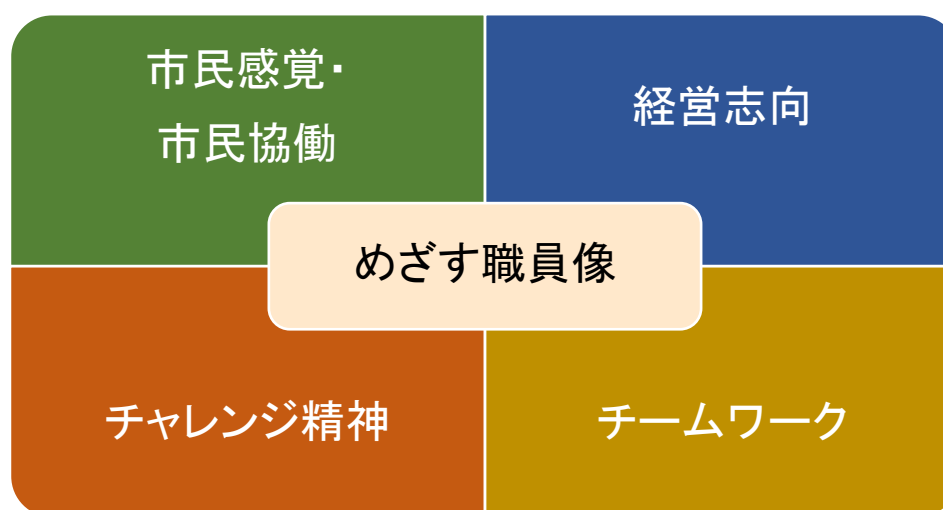 市民感覚・
市民協働
経営志向
めざす職員像
チャレンジ精神
チームワーク